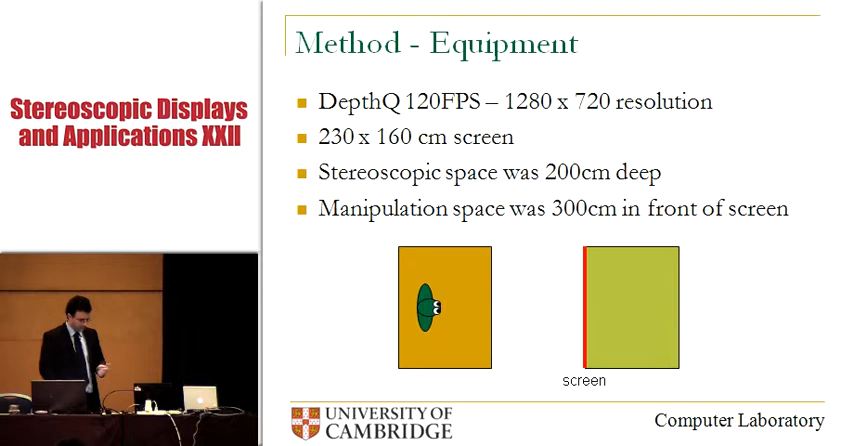 Stereoscopic Displays
and Applications XXII
Method - Equipment
DepthQ 120FPS – 1280 x 720 resolution
230 x 160 cm screen
Stereoscopic space was 200cm deep
Manipulation space was 300cm in front of screen
screen
UNIVERSITY OF
CAMBRIDGE
Computer Laboratory